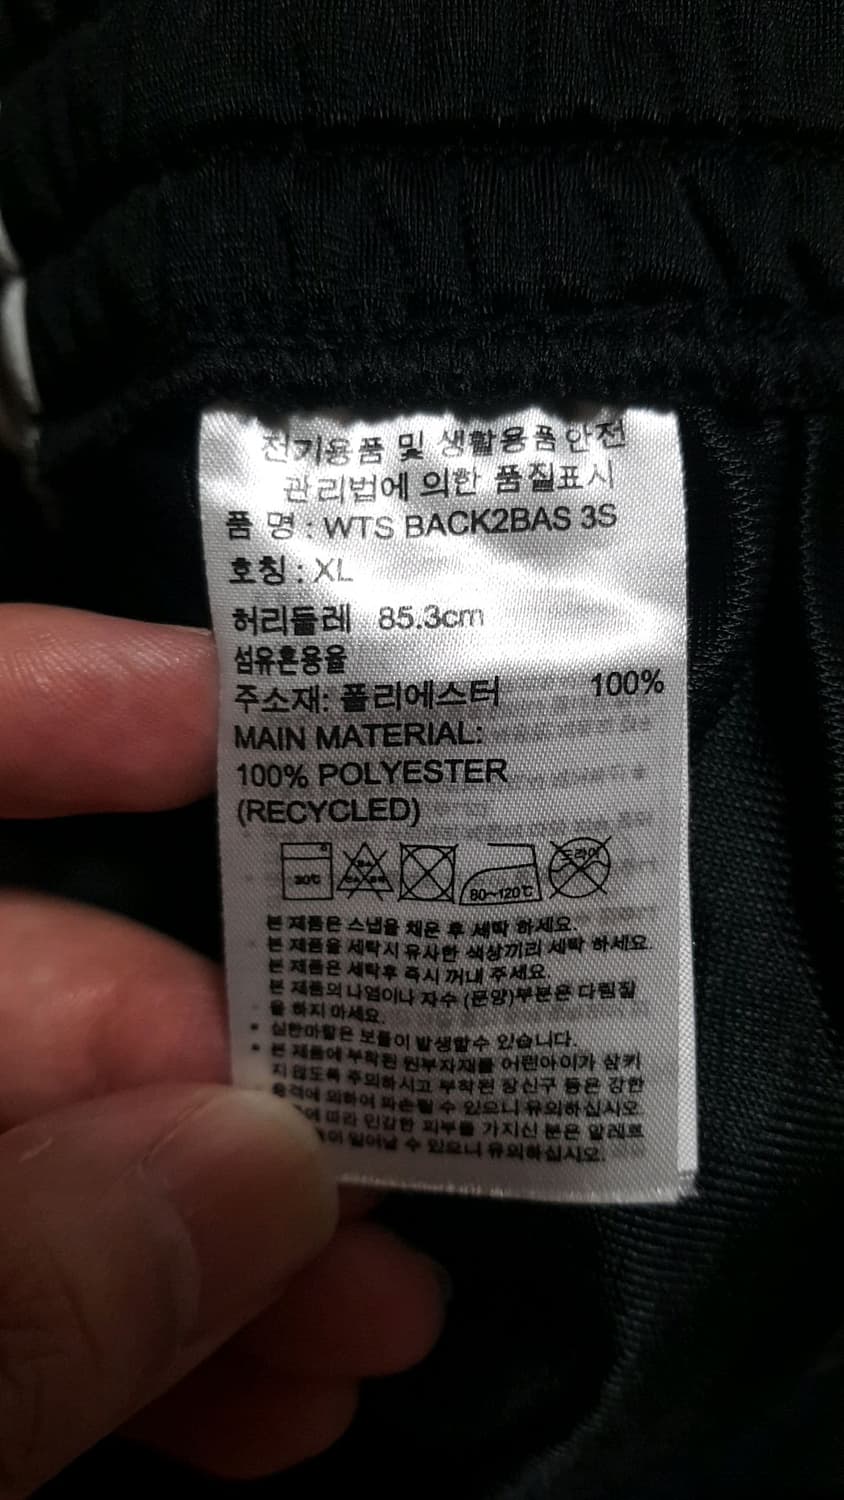 전기용품 및 생활용품안전
관리법에 의한 품질표시
품 명 : WTS BACK2BAS 3S
호칭 : XL
허리둘레 85.3cm
섬유혼용율
주소재: 폴리에스터 100%
MAIN MATERIAL:
100% POLYESTER
(RECYCLED)
30℃ 80~120℃ 드라이
본 제품은 스냅을 채운 후 세탁 하세요.
본 제품을 세탁시 유사한 색상끼리 세탁 하세요.
본 제품은 세탁후 즉시 꺼내 주세요.
본 제품의 나염이나 자수 (문양)부분은 다림질
을 하지 마세요.
* 심한마찰은 보풀이 발생할수 있습니다.
* 본 제품에 부착된 원부자재를 어린아이가 삼키
지 않도록 주의하시고 부착된 장신구 등은 강한
충격에 의하여 파손될 수 있으니 유의하십시오.
에 따라 민감한 피부를 가지신 분은 알레르
이 일어날 수 있으니 유의하십시오.